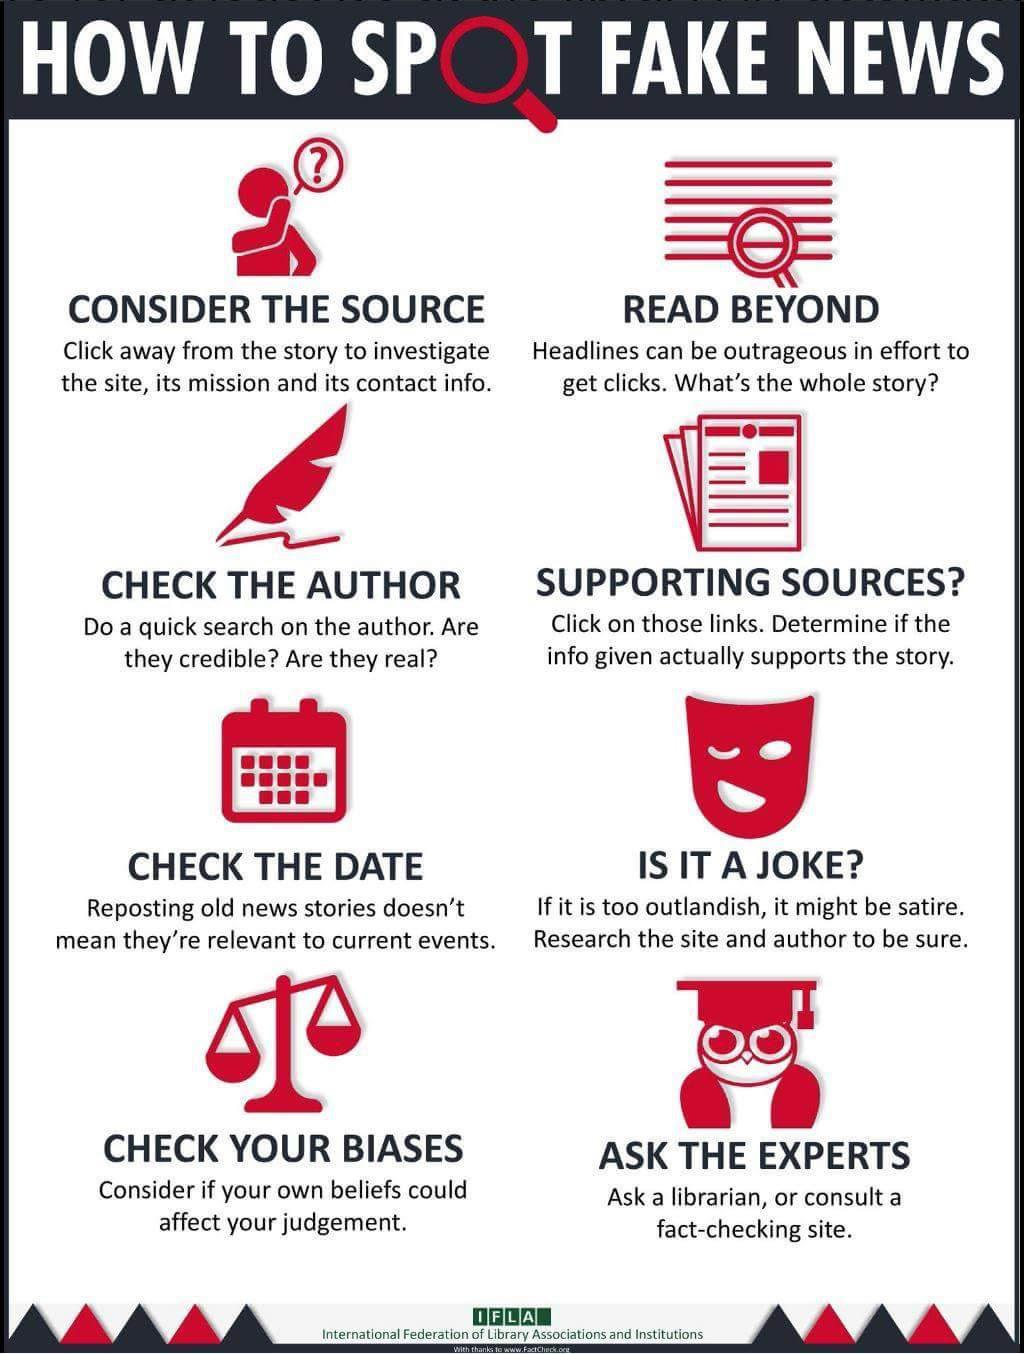 HOW TO SPOT FAKE NEWS
?
CONSIDER THE SOURCE
Click away from the story to investigate
the site, its mission and its contact info.
READ BEYOND
Headlines can be outrageous in effort to
get clicks. What's the whole story?
CHECK THE AUTHOR
Do a quick search on the author. Are
they credible? Are they real?
SUPPORTING SOURCES?
Click on those links. Determine if the
info given actually supports the story.
CHECK THE DATE
Reposting old news stories doesn't
mean they're relevant to current events.
IS IT A JOKE?
If it is too outlandish, it might be satire.
Research the site and author to be sure.
CHECK YOUR BIASES
Consider if your own beliefs could
affect your judgement.
ASK THE EXPERTS
Ask a librarian, or consult a
fact-checking site.
IFLA
International Federation of Library Associations and Institutions
With thanks to www.FactCheck.org